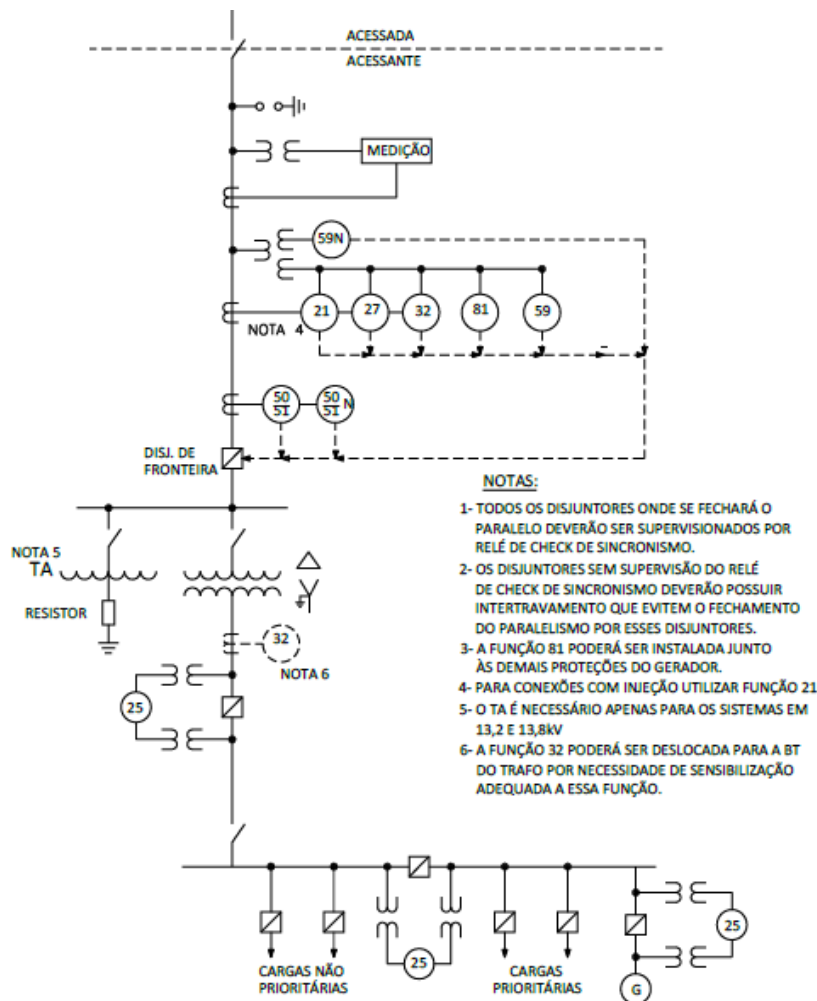 ACESSADA
ACESSANTE
MEDIÇÃO
59N
21
27
32
81
59
NOTA 4
50
51
50
51
N
DISJ. DE
FRONTEIRA
NOTA 5
TA
RESISTOR
32
NOTA 6
25
NOTAS:
1- TODOS OS DISJUNTORES ONDE SE FECHARÁ O
PARALELO DEVERÃO SER SUPERVISIONADOS POR
RELÉ DE CHECK DE SINCRONISMO.
2- OS DISJUNTORES SEM SUPERVISÃO DO RELÉ
DE CHECK DE SINCRONISMO DEVERÃO POSSUIR
INTERTRAVAMENTO QUE EVITEM O FECHAMENTO
DO PARALELISMO POR ESSES DISJUNTORES.
3- A FUNÇÃO 81 PODERÁ SER INSTALADA JUNTO
ÀS DEMAIS PROTEÇÕES DO GERADOR.
4- PARA CONEXÕES COM INJEÇÃO UTILIZAR FUNÇÃO 21
5- O TA É NECESSÁRIO APENAS PARA OS SISTEMAS EM
13,2 E 13,8kV
6- A FUNÇÃO 32 PODERÁ SER DESLOCADA PARA A BT
DO TRAFO POR NECESSIDADE DE SENSIBILIZAÇÃO
ADEQUADA A ESSA FUNÇÃO.
25
25
CARGAS NÃO
PRIORITÁRIAS
CARGAS
PRIORITÁRIAS
G